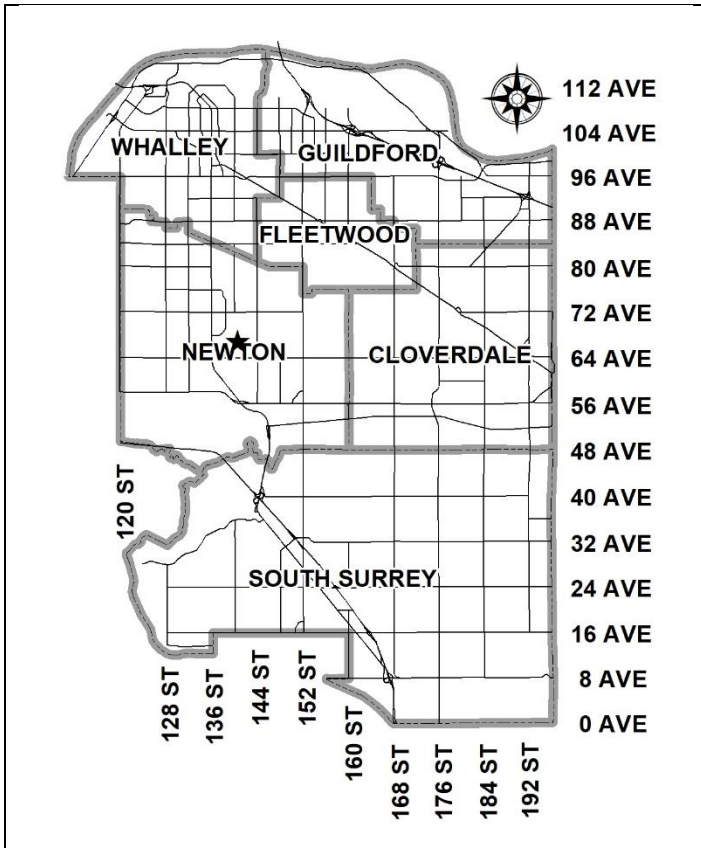 112 AVE
104 AVE
WHALLEY
GUILDFORD
96 AVE
88 AVE
FLEETWOOD
80 AVE
72 AVE
NEWTON
CLOVERDALE
64 AVE
56 AVE
48 AVE
120 ST
40 AVE
32 AVE
SOUTH SURREY
24 AVE
16 AVE
128 ST
136 ST
144 ST
152 ST
160 ST
8 AVE
0 AVE
168 ST
176 ST
184 ST
192 ST